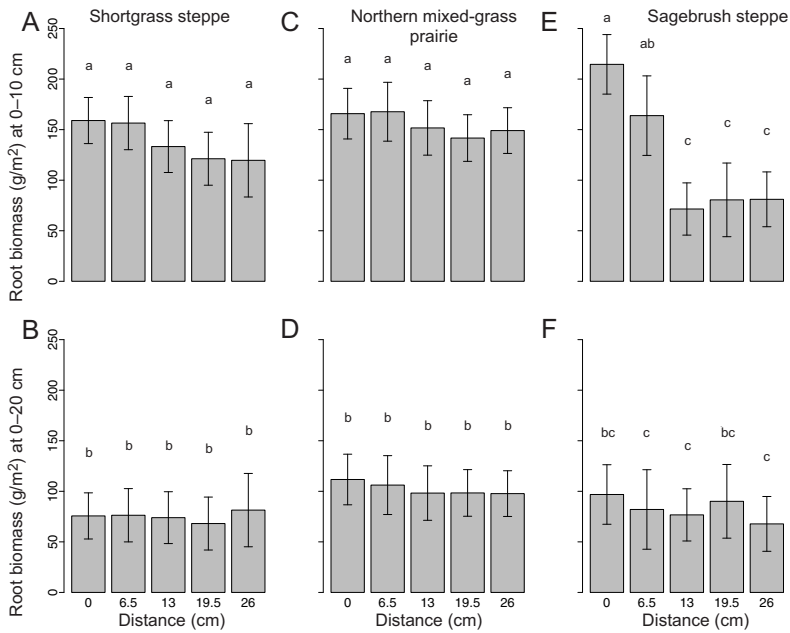 A Shortgrass steppe
C Northern mixed-grass
prairie
E Sagebrush steppe
Root biomass (g/m²) at 0–10 cm
250
200
150
100
50
0
a a a a a
a a a a a
a ab c c c
B
D
F
Root biomass (g/m²) at 0–20 cm
250
200
150
100
50
0
b b b b b
b b b b b
bc c c bc c
0 6.5 13 19.5 26
0 6.5 13 19.5 26
0 6.5 13 19.5 26
Distance (cm)
Distance (cm)
Distance (cm)